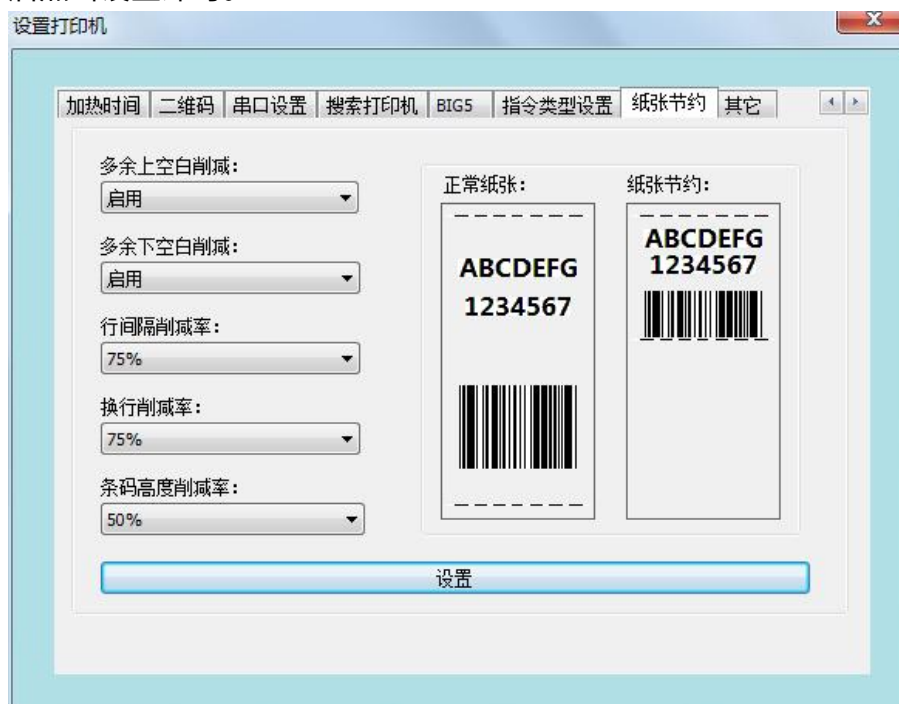 设置打印机
加热时间 二维码 串口设置 搜索打印机 BIG5 指令类型设置 纸张节约 其它
多余上空白削减:
启用
多余下空白削减:
启用
行间隔削减率:
75%
换行削减率:
75%
条码高度削减率:
50%
正常纸张:
ABCDEFG
1234567
纸张节约:
ABCDEFG
1234567
设置